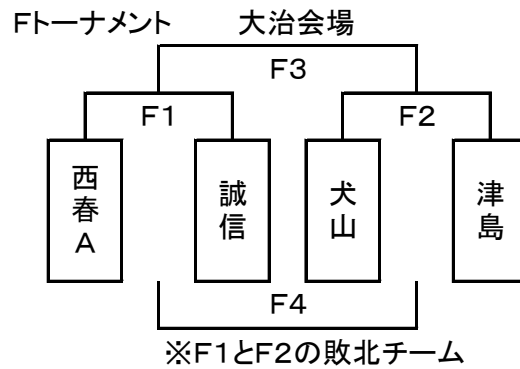 Fトーナメント　大治会場
F3
F1　F2
西春A　誠信　犬山　津島
F4
※F1とF2の敗北チーム